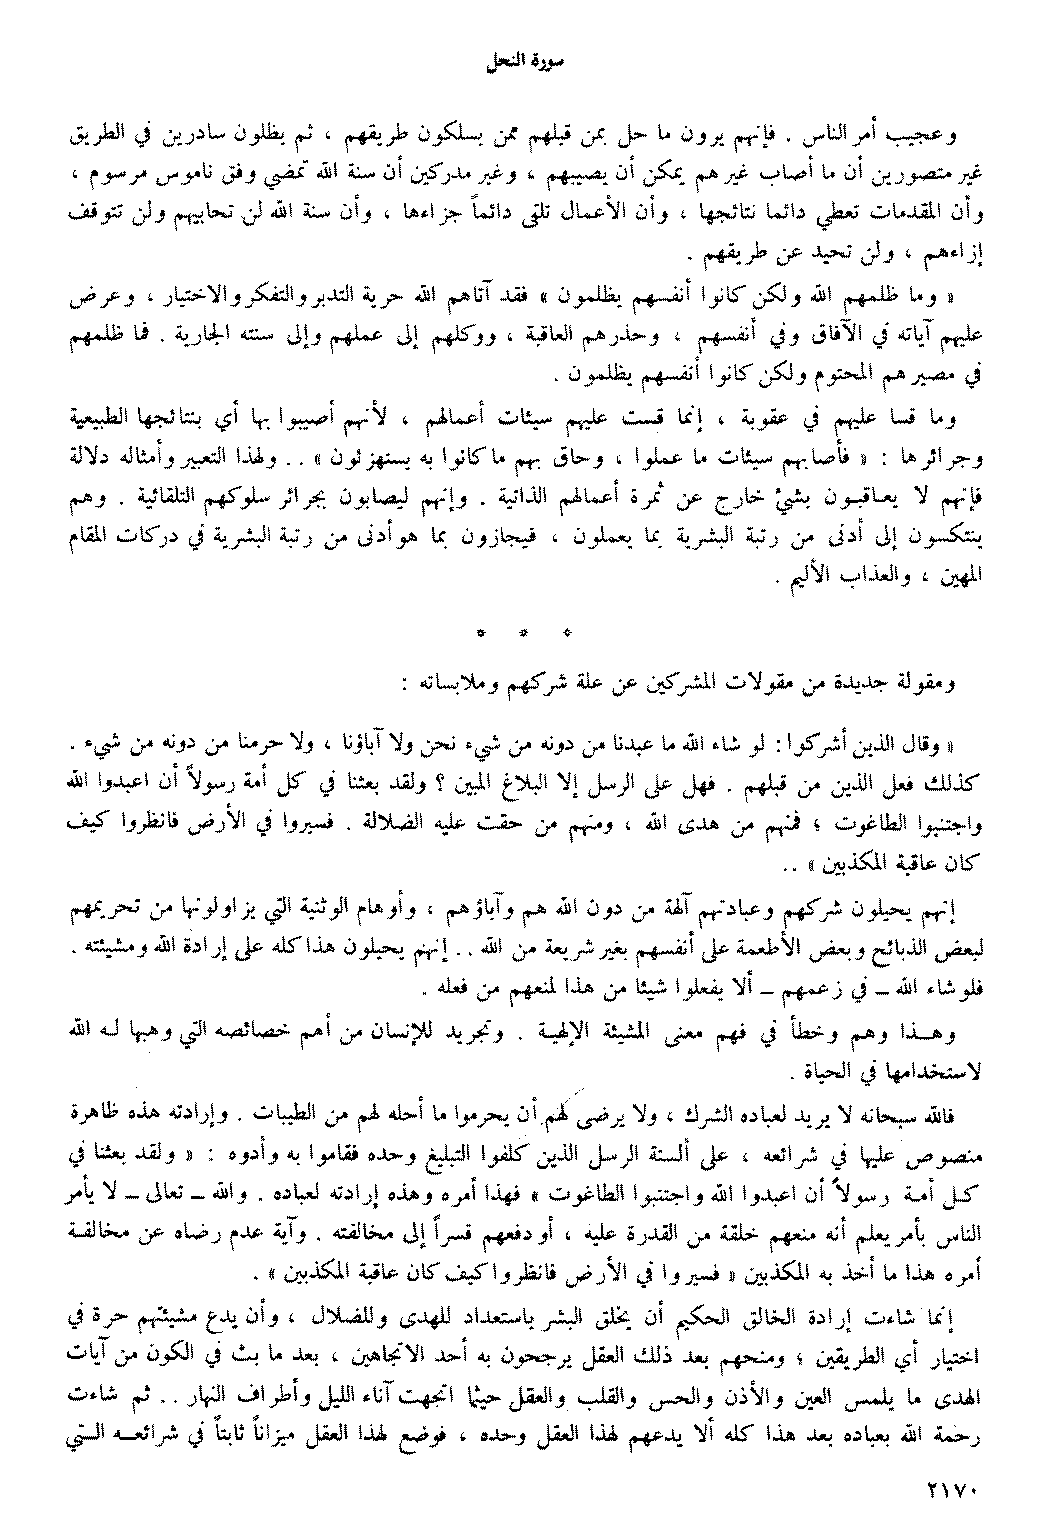 سورة النحل
وعجيب أمر الناس . فإنهم يرون ما حل بمن قبلهم ممن يسلكون طريقهم ، ثم يظلون سادرين في الطريق
غير متصورين أن ما أصاب غيرهم يمكن أن يصيبهم ، وغير مدركين أن سنة الله تمضي وفق ناموس مرسوم ،
وأن المقدمات تعطي دائما نتائجها ، وأن الأعمال تلقى دائماً جزاءها ، وأن سنة الله لن تحابيهم ولن تتوقف
إزاءهم ، ولن تحيد عن طريقهم .
« وما ظلمهم الله ولكن كانوا أنفسهم يظلمون » فقد آتاهم الله حرية التدبر والتفكر والاختيار ، وعرض
عليهم آياته في الآفاق وفي أنفسهم ، وحذرهم العاقبة ، ووكلهم إلى عملهم وإلى سنته الجارية . فما ظلمهم
في مصيرهم المحتوم ولكن كانوا أنفسهم يظلمون .
وما قسا عليهم في عقوبة ، إنما قست عليهم سيئات أعمالهم ، لأنهم أصيبوا بها أي بنتائجها الطبيعية
وجرائرها : « فأصابهم سيئات ما عملوا ، وحاق بهم ما كانوا به يستهزئون » .. ولهذا التعبير وأمثاله دلالة
فإنهم لا يعاقبون بشئ خارج عن ثمرة أعمالهم الذاتية . وإنهم ليصابون بجرائر سلوكهم التلقائية . وهم
ينتكسون إلى أدنى من رتبة البشرية بما يعملون ، فيجازون بما هو أدنى من رتبة البشرية في دركات المقام
المهين ، والعذاب الأليم .
* * *
ومقولة جديدة من مقولات المشركين عن علة شركهم وملابساته :
« وقال الذين أشركوا : لو شاء الله ما عبدنا من دونه من شيء نحن ولا آباؤنا ، ولا حرمنا من دونه من شيء .
كذلك فعل الذين من قبلهم . فهل على الرسل إلا البلاغ المبين ؟ ولقد بعثنا في كل أمة رسولاً أن اعبدوا الله
واجتنبوا الطاغوت ؛ فمنهم من هدى الله ، ومنهم من حقت عليه الضلالة . فسيروا في الأرض فانظروا كيف
كان عاقبة المكذبين » ..
إنهم يحيلون شركهم وعبادتهم آلهة من دون الله هم وآباؤهم ، وأوهام الوثنية التي يزاولونها من تحريمهم
لبعض الذبائح وبعض الأطعمة على أنفسهم بغير شريعة من الله .. إنهم يحيلون هذا كله على إرادة الله ومشيئته .
فلو شاء الله – في زعمهم – ألا يفعلوا شيئا من هذا لمنعهم من فعله .
وهذا وهم وخطأ في فهم معنى المشيئة الإلهية . وتجريد للإنسان من أهم خصائصه التي وهبها له الله
لاستخدامها في الحياة .
فالله سبحانه لا يريد لعباده الشرك ، ولا يرضى لهم أن يحرموا ما أحله لهم من الطيبات . وإرادته هذه ظاهرة
منصوص عليها في شرائعه ، على ألسنة الرسل الذين كلفوا التبليغ وحده فقاموا به وأدوه : « ولقد بعثنا في
كل أمة رسولاً أن اعبدوا الله واجتنبوا الطاغوت » فهذا أمره وهذه إرادته لعباده . والله – تعالى – لا يأمر
الناس بأمر يعلم أنه منعهم خلقة من القدرة عليه ، أو دفعهم قسراً إلى مخالفته . وآية عدم رضاه عن مخالفة
أمره هذا ما أخذ به المكذبين « فسيروا في الأرض فانظروا كيف كان عاقبة المكذبين » .
إنما شاءت إرادة الخالق الحكيم أن يخلق البشر باستعداد للهدى وللضلال ، وأن يدع مشيئتهم حرة في
اختيار أي الطريقين ؛ ومنحهم بعد ذلك العقل يرجحون به أحد الاتجاهين ، بعد ما بث في الكون من آيات
الهدى ما يلمس العين والأذن والحس والقلب والعقل حيثما اتجهت آناء الليل وأطراف النهار .. ثم شاءت
رحمة الله بعباده بعد هذا كله ألا يدعهم لهذا العقل وحده ، فوضع لهذا العقل ميزاناً ثابتاً في شرائعه التي
٢١٧٠